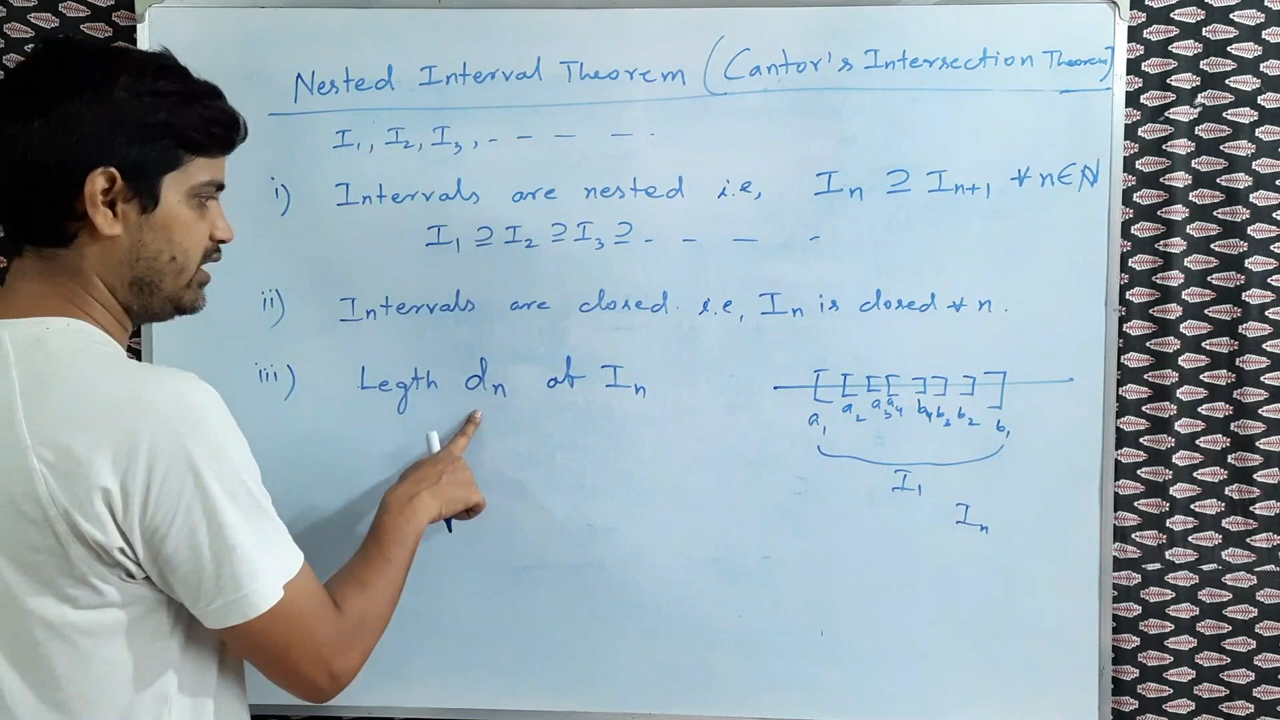 Nested Interval Theorem (Cantor's Intersection Theorem)
I₁, I₂, I₃, - - - - .
i) Intervals are nested i.e, Iₙ ⊇ Iₙ₊₁ ∀ n∈ℕ
I₁ ⊇ I₂ ⊇ I₃ ⊇ - - - -
ii) Intervals are closed i.e, Iₙ is closed ∀ n.
iii) Legth dₙ of Iₙ
[ [ [ [ ] ] ] ]
a₁ a₂ a₃ a₄ b₄ b₃ b₂ b₁
I₁
Iₙ